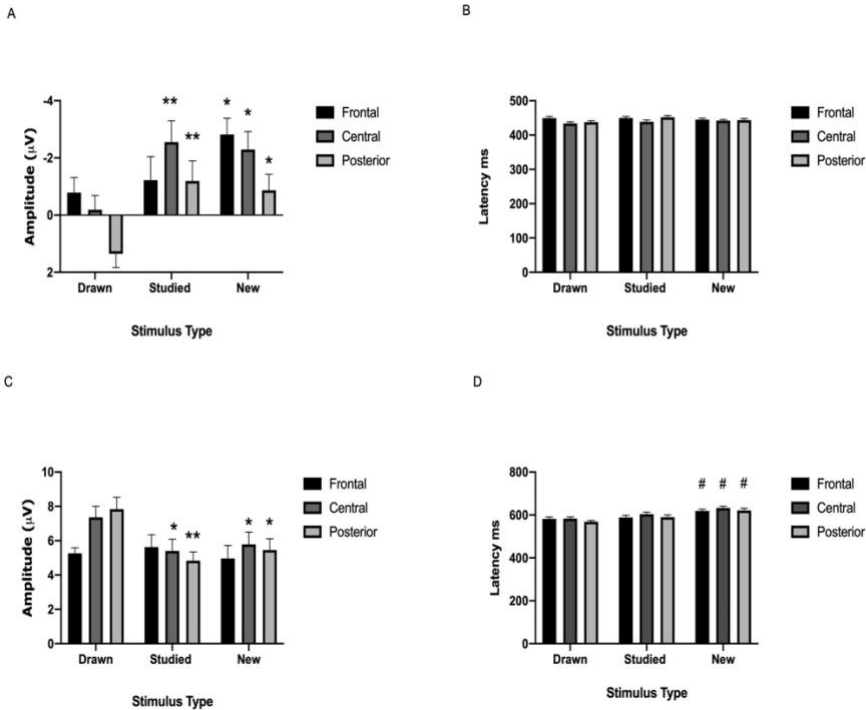 A
Amplitude (µV)
-4
-2
0
2
**
**
*
*
*
Drawn Studied New
Stimulus Type
Frontal
Central
Posterior
B
Latency ms
500
400
300
200
100
0
Drawn Studied New
Stimulus Type
Frontal
Central
Posterior
C
Amplitude (µV)
10
8
6
4
2
0
*
**
*
*
Drawn Studied New
Stimulus Type
Frontal
Central
Posterior
D
Latency ms
800
600
400
200
0
# # #
Drawn Studied New
Stimulus Type
Frontal
Central
Posterior